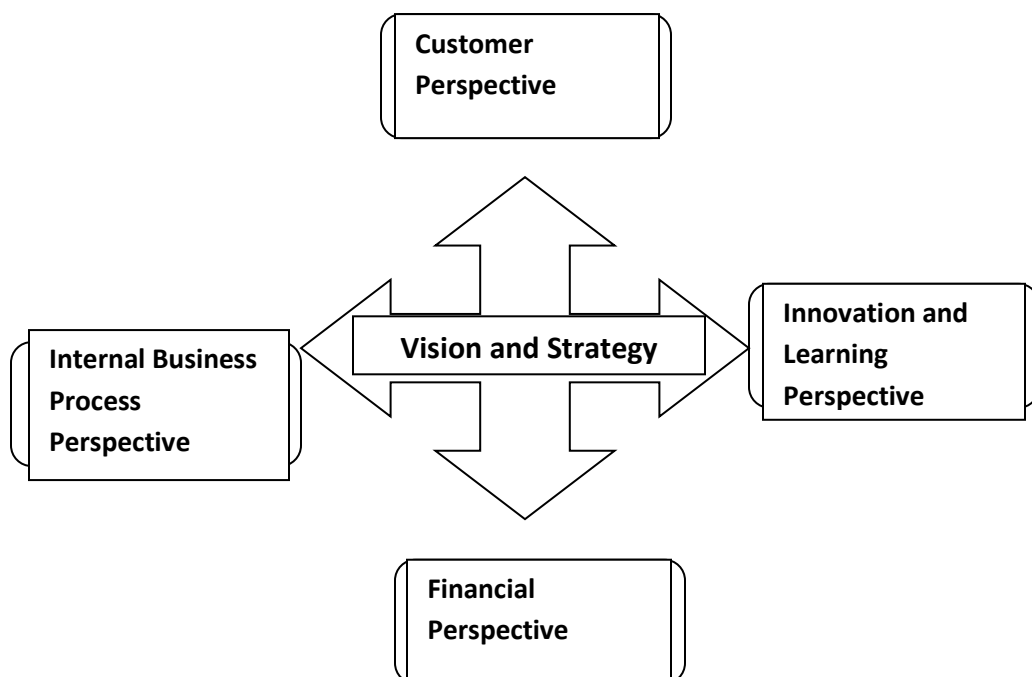 Customer
Perspective
Vision and Strategy
Innovation and
Learning
Perspective
Internal Business
Process
Perspective
Financial
Perspective